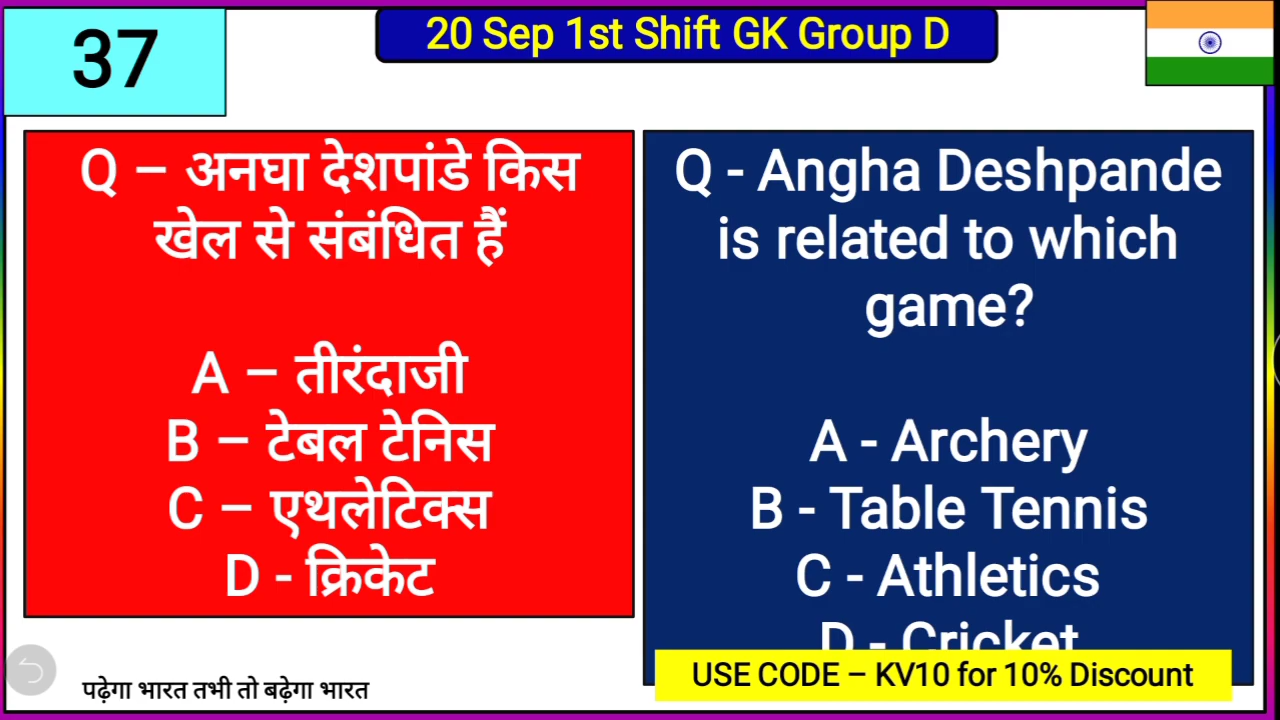 37
20 Sep 1st Shift GK Group D
Q – अनघा देशपांडे किस
खेल से संबंधित हैं
A – तीरंदाजी
B – टेबल टेनिस
C – एथलेटिक्स
D - क्रिकेट
Q - Angha Deshpande
is related to which
game?
A - Archery
B - Table Tennis
C - Athletics
D - Cricket
USE CODE – KV10 for 10% Discount
पढ़ेगा भारत तभी तो बढ़ेगा भारत